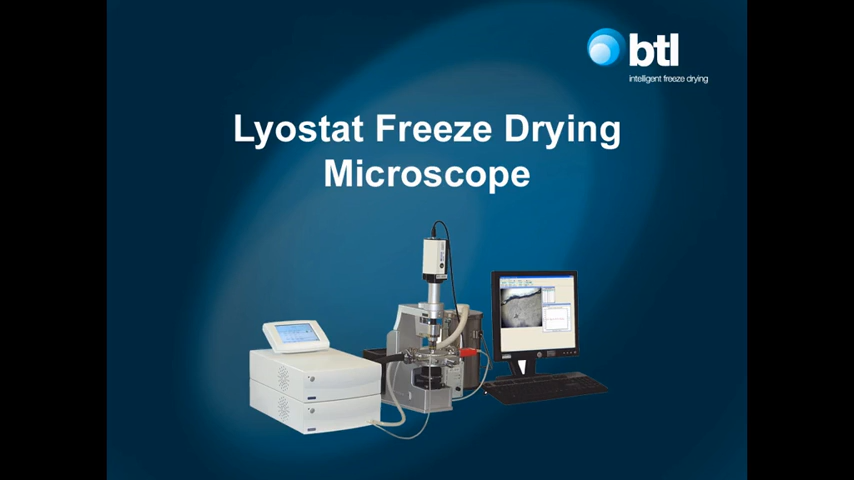 btl
intelligent freeze drying
Lyostat Freeze Drying
Microscope